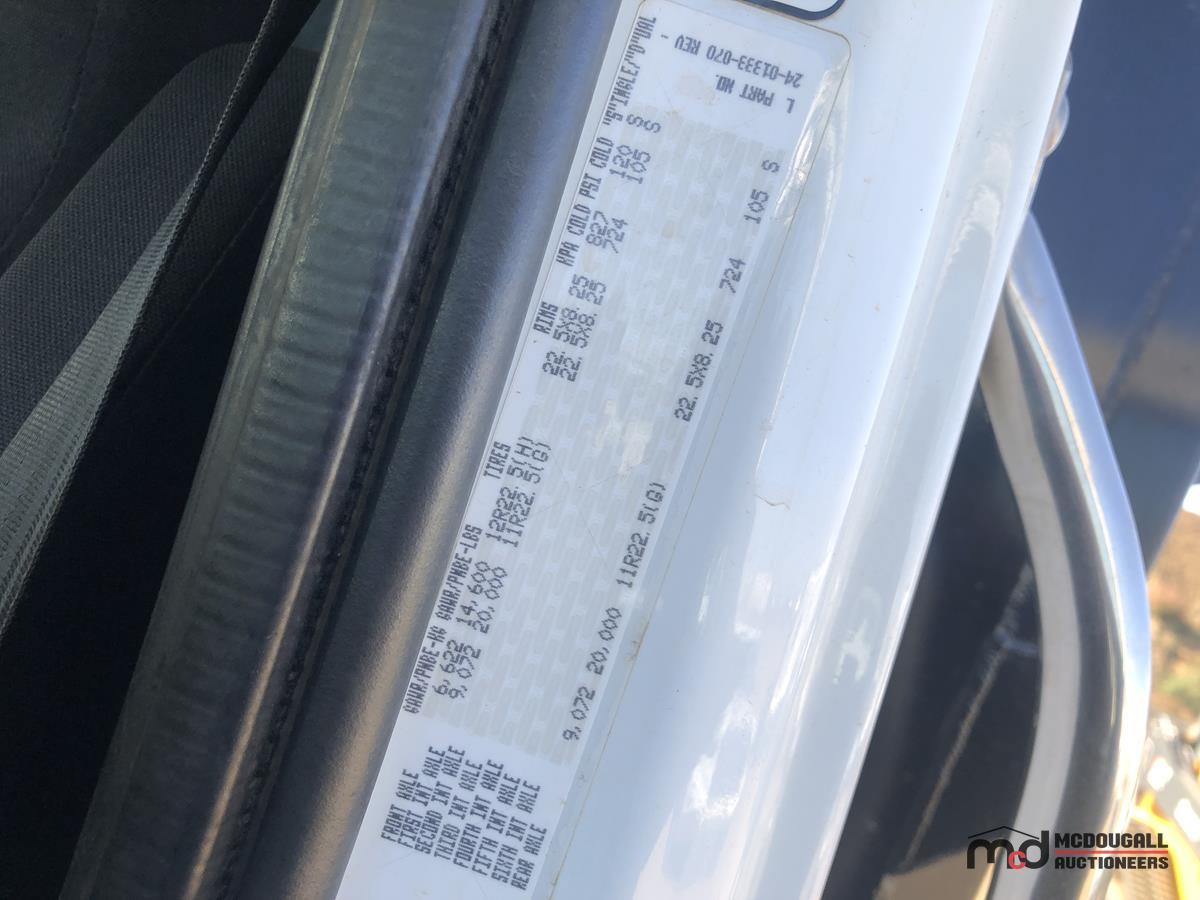 GAWR/PNBE-KG GAWR/PNBE-LBS TIRES RIMS KPA COLD PSI COLD "S"INGLE/"D"UAL
FRONT AXLE 6,622 14,600 12R22.5(H) 22.5X8.25 827 120 S
FIRST INT AXLE 9,072 20,000 11R22.5(G) 22.5X8.25 724 105 S
SECOND INT AXLE
THIRD INT AXLE
FOURTH INT AXLE
FIFTH INT AXLE
SIXTH INT AXLE
REAR AXLE 9,072 20,000 11R22.5(G) 22.5X8.25 724 105 S
L PART NO.
24-01333-070 REV -
mcd MCDOUGALL
AUCTIONEERS